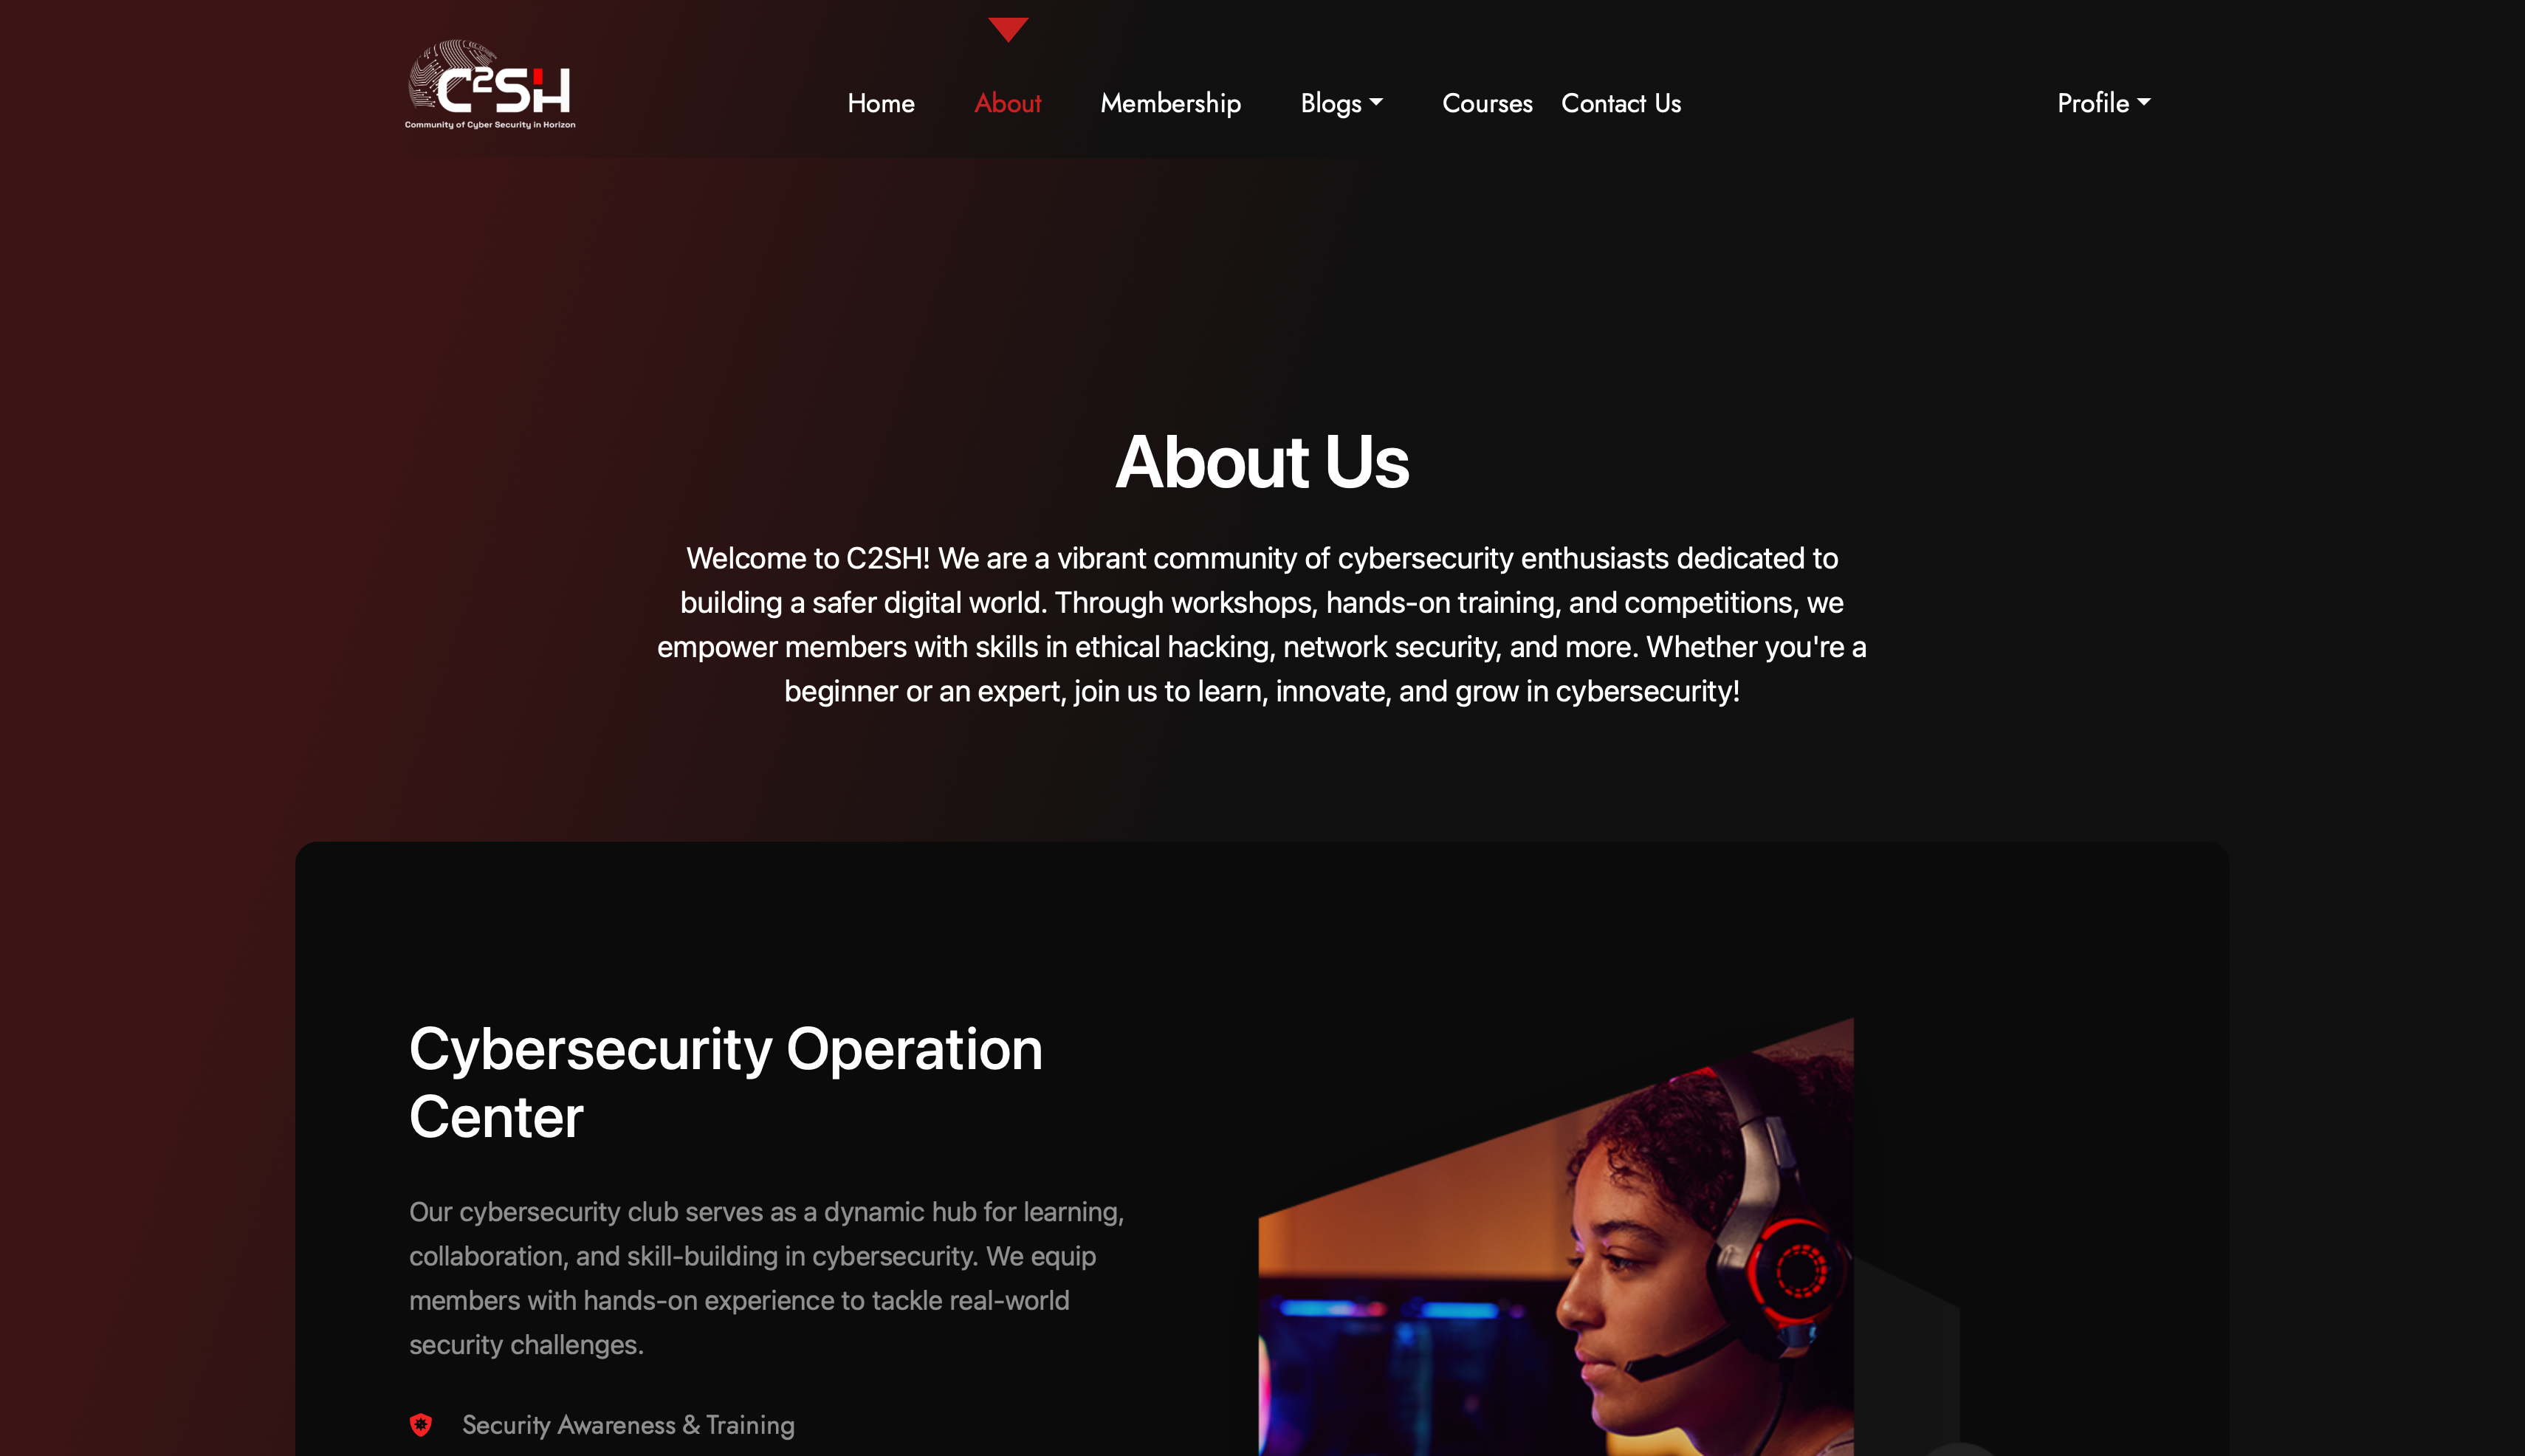 C²SH
Community of Cyber Security in Horizon
Home About Membership Blogs Courses Contact Us Profile
About Us
Welcome to C2SH! We are a vibrant community of cybersecurity enthusiasts dedicated to
building a safer digital world. Through workshops, hands-on training, and competitions, we
empower members with skills in ethical hacking, network security, and more. Whether you're a
beginner or an expert, join us to learn, innovate, and grow in cybersecurity!
Cybersecurity Operation
Center
Our cybersecurity club serves as a dynamic hub for learning,
collaboration, and skill-building in cybersecurity. We equip
members with hands-on experience to tackle real-world
security challenges.
Security Awareness & Training